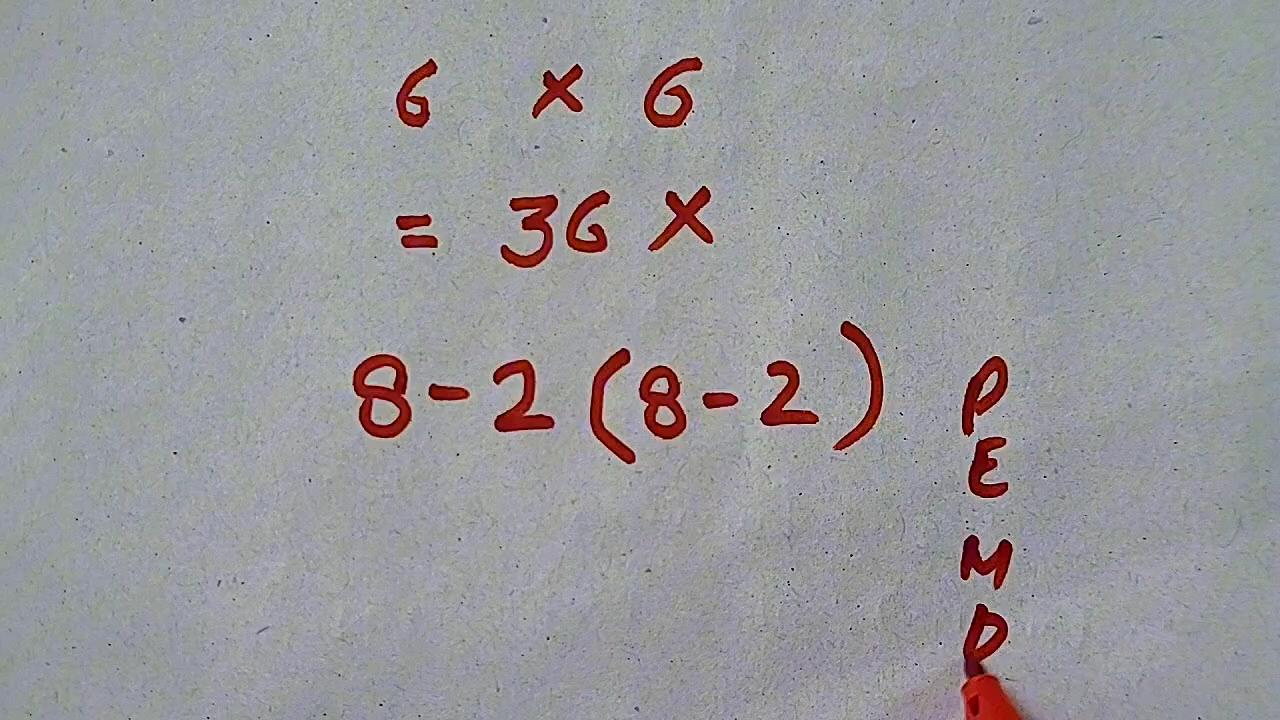 6 × 6
= 36 ×
8-2(8-2)
P
E
M
D